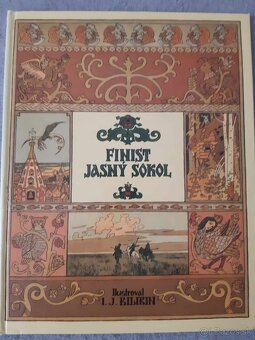 FINIST
JASNÝ SOKOL
Ilustroval
I. J. BILIBIN